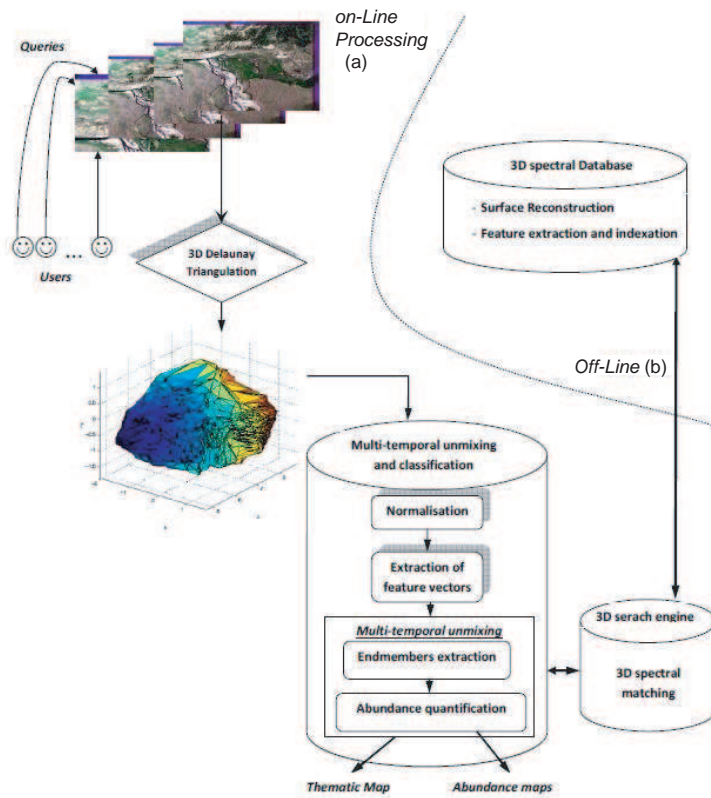 on-Line
Processing
(a)
Queries
Users
...
3D Delaunay
Triangulation
3D spectral Database
- Surface Reconstruction
- Feature extraction and indexation
Off-Line (b)
Multi-temporal unmixing
and classification
Normalisation
Extraction of
feature vectors
Multi-temporal unmixing
Endmembers extraction
Abundance quantification
3D serach engine
3D spectral
matching
Thematic Map
Abundance maps